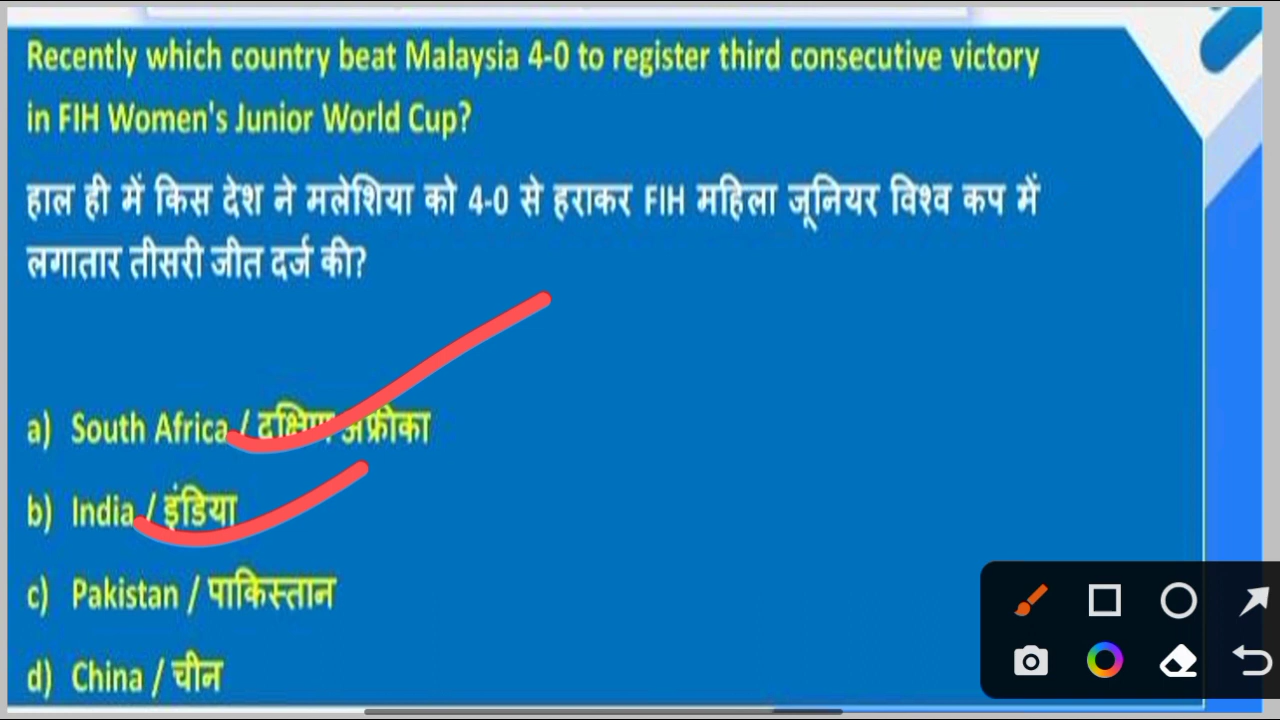 Recently which country beat Malaysia 4-0 to register third consecutive victory
in FIH Women's Junior World Cup?
हाल ही में किस देश ने मलेशिया को 4-0 से हराकर FIH महिला जूनियर विश्व कप में
लगातार तीसरी जीत दर्ज की?
a) South Africa / दक्षिण अफ्रीका
b) India / इंडिया
c) Pakistan / पाकिस्तान
d) China / चीन